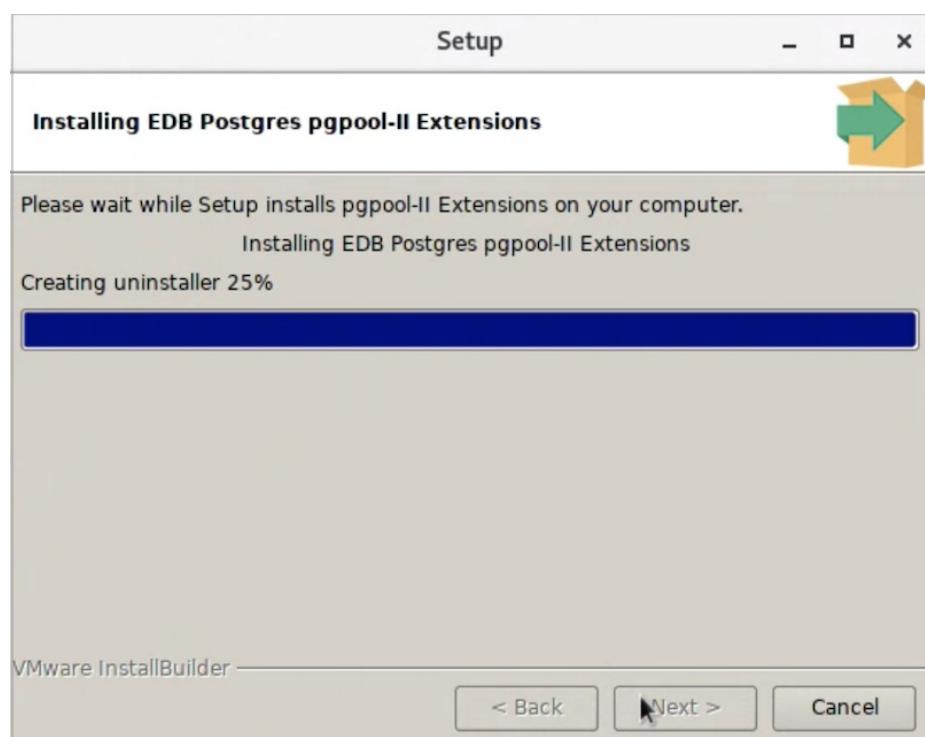 Setup
Installing EDB Postgres pgpool-II Extensions
Please wait while Setup installs pgpool-II Extensions on your computer.
Installing EDB Postgres pgpool-II Extensions
Creating uninstaller 25%
VMware InstallBuilder
< Back Next > Cancel